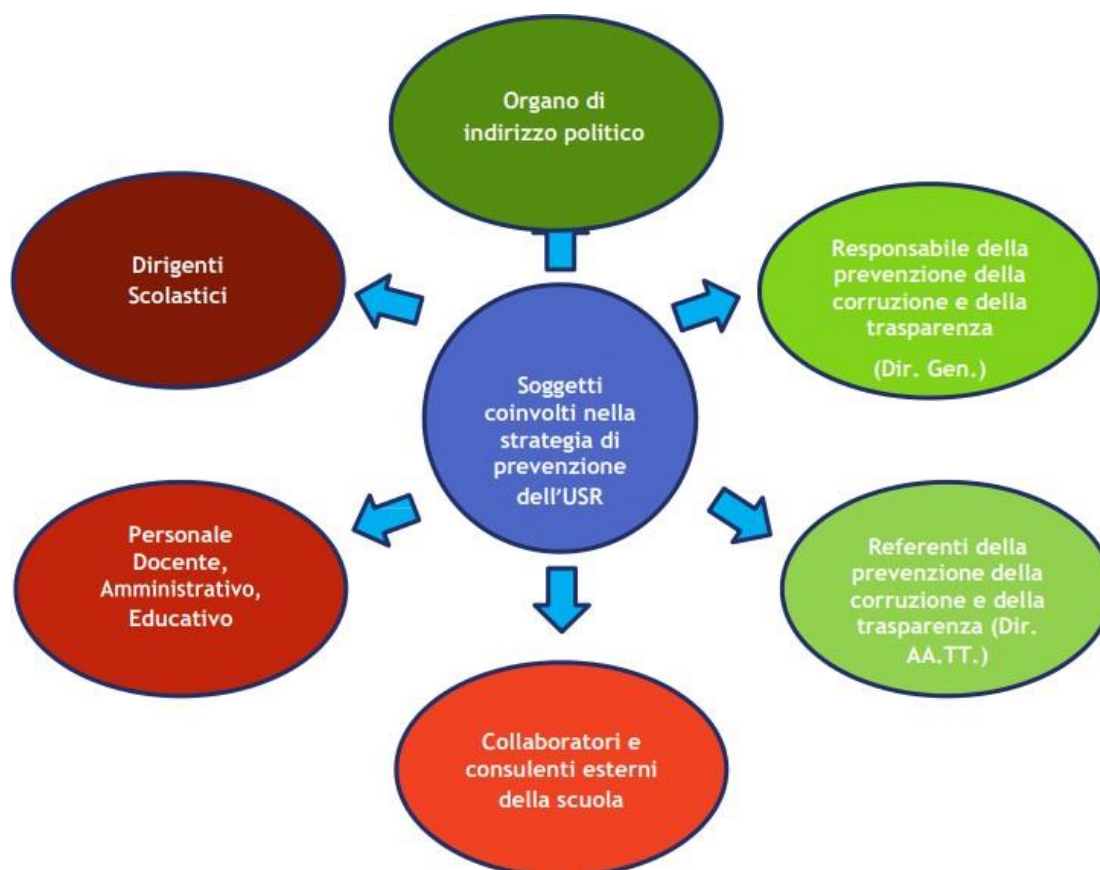 Organo di
indirizzo politico
Dirigenti
Scolastici
Responsabile della
prevenzione della
corruzione e della
trasparenza
(Dir. Gen.)
Soggetti
coinvolti nella
strategia di
prevenzione
dell'USR
Personale
Docente,
Amministrativo,
Educativo
Referenti della
prevenzione della
corruzione e della
trasparenza (Dir.
AA.TT.)
Collaboratori e
consulenti esterni
della scuola